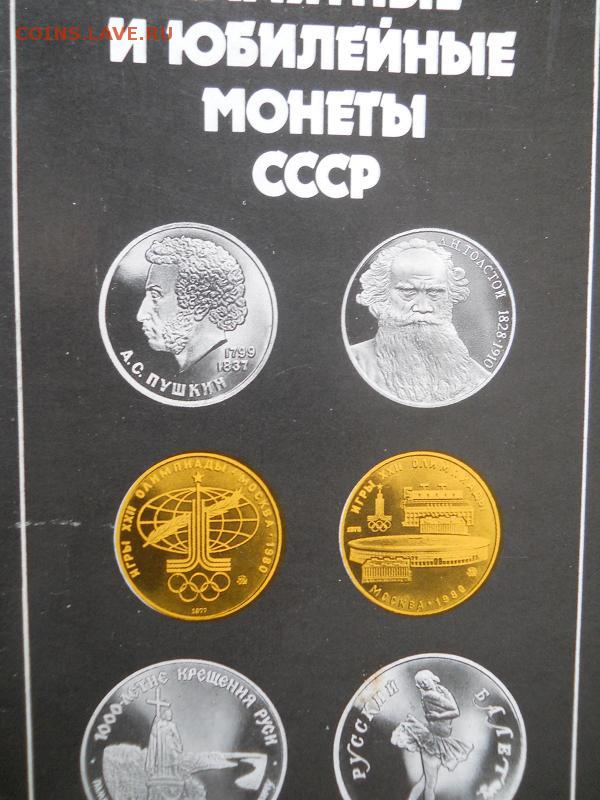 COINS.LAVE.RU
И ЮБИЛЕЙНЫЕ
МОНЕТЫ
СССР
1799
1837
А.С. ПУШКИН
Л.Н. ТОЛСТОЙ 1828-1910
ИГРЫ XXII ОЛИМПИАДЫ · МОСКВА · 1980
1977
ИГРЫ XXII ОЛИМПИАДЫ
1978
МОСКВА · 1980
1000-ЛЕТИЕ КРЕЩЕНИЯ РУСИ
РУССКИЙ БАЛЕТ